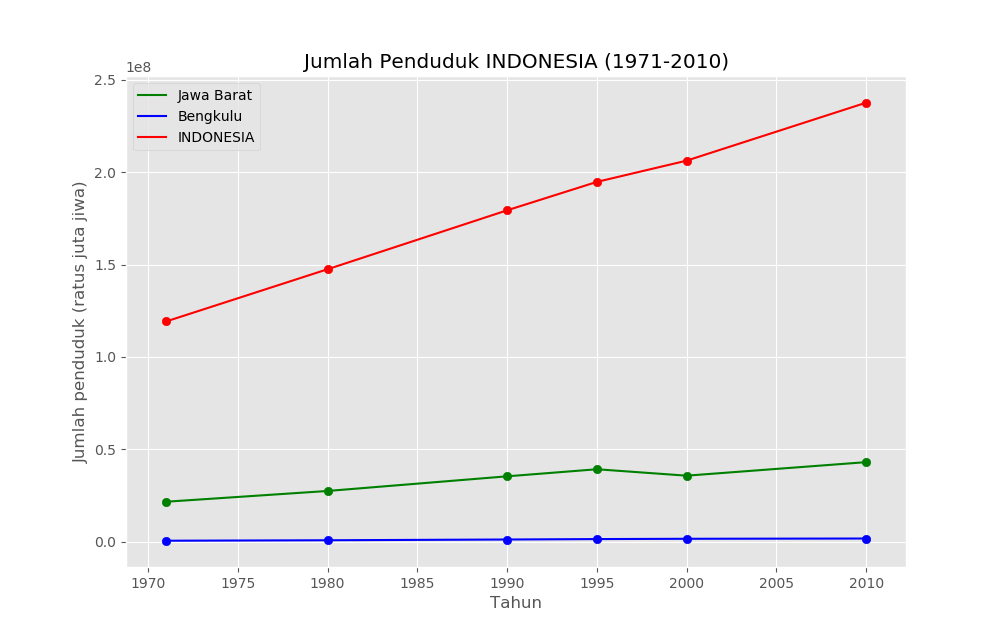 Jumlah Penduduk INDONESIA (1971-2010)
1e8
2.5
2.0
1.5
1.0
0.5
0.0
Jumlah penduduk (ratus juta jiwa)
Jawa Barat
Bengkulu
INDONESIA
1970 1975 1980 1985 1990 1995 2000 2005 2010
Tahun